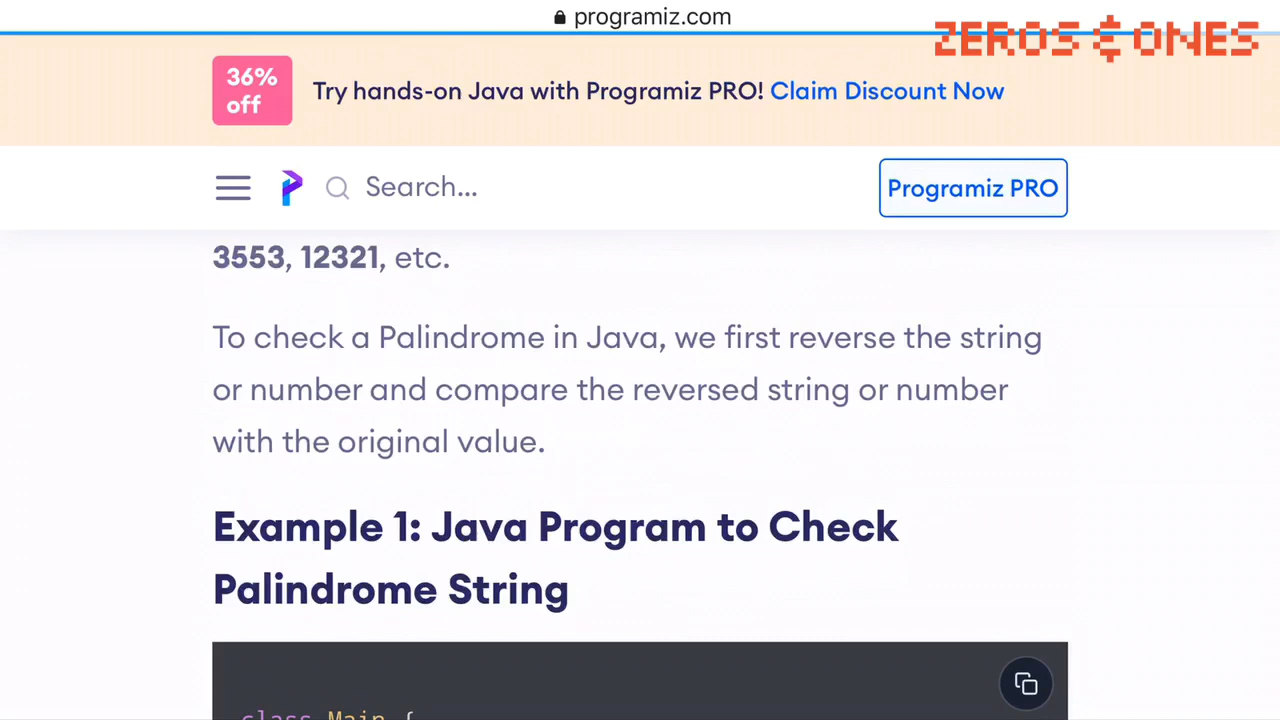 programiz.com
ZEROS & ONES
36% off
Try hands-on Java with Programiz PRO! Claim Discount Now
Search...
Programiz PRO
3553, 12321, etc.
To check a Palindrome in Java, we first reverse the string
or number and compare the reversed string or number
with the original value.
Example 1: Java Program to Check
Palindrome String
class Main {